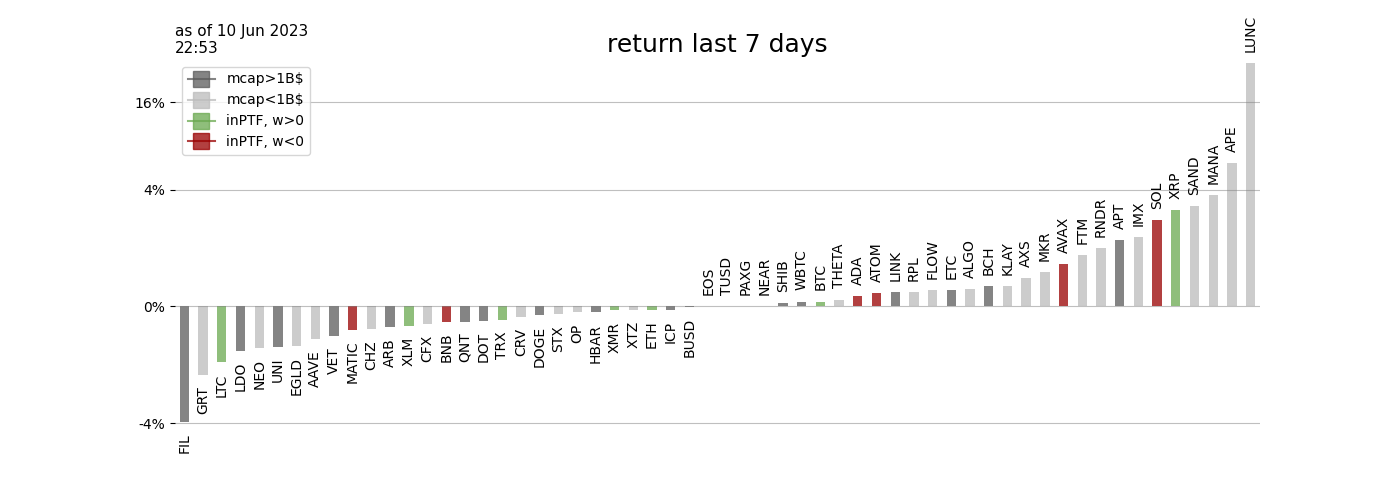 as of 10 Jun 2023
22:53
return last 7 days
mcap>1B$
mcap<1B$
inPTF, w>0
inPTF, w<0
16%
4%
0%
-4%
FIL
GRT
LTC
LDO
NEO
UNI
EGLD
AAVE
VET
MATIC
CHZ
ARB
XLM
CFX
BNB
QNT
DOT
TRX
CRV
DOGE
STX
OP
HBAR
XMR
XTZ
ETH
ICP
BUSD
EOS
TUSD
PAXG
NEAR
SHIB
WBTC
BTC
THETA
ADA
ATOM
LINK
RPL
FLOW
ETC
ALGO
BCH
KLAY
AXS
MKR
AVAX
FTM
RNDR
APT
IMX
SOL
XRP
SAND
MANA
APE
LUNC